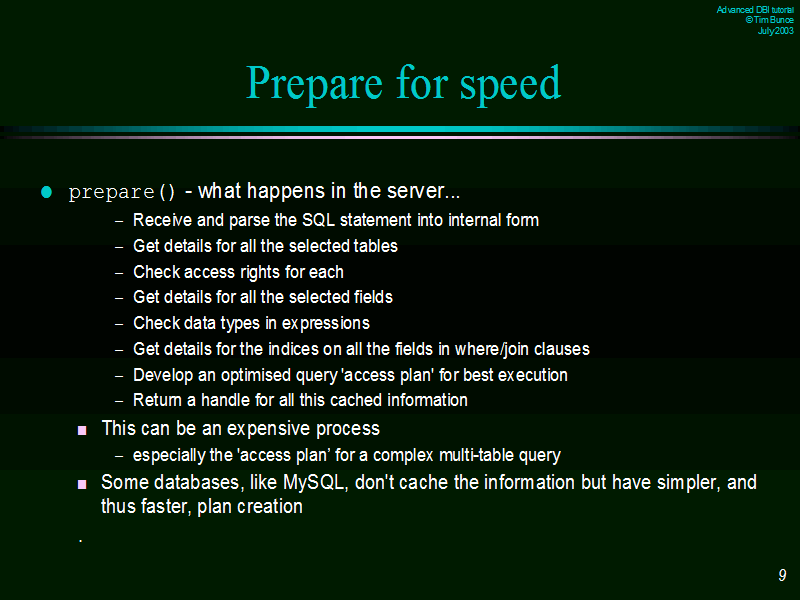 Advanced DBI tutorial
© Tim Bunce
July 2003
Prepare for speed
prepare() - what happens in the server...
– Receive and parse the SQL statement into internal form
– Get details for all the selected tables
– Check access rights for each
– Get details for all the selected fields
– Check data types in expressions
– Get details for the indices on all the fields in where/join clauses
– Develop an optimised query 'access plan' for best execution
– Return a handle for all this cached information
This can be an expensive process
– especially the 'access plan’ for a complex multi-table query
Some databases, like MySQL, don't cache the information but have simpler, and
thus faster, plan creation
.
9